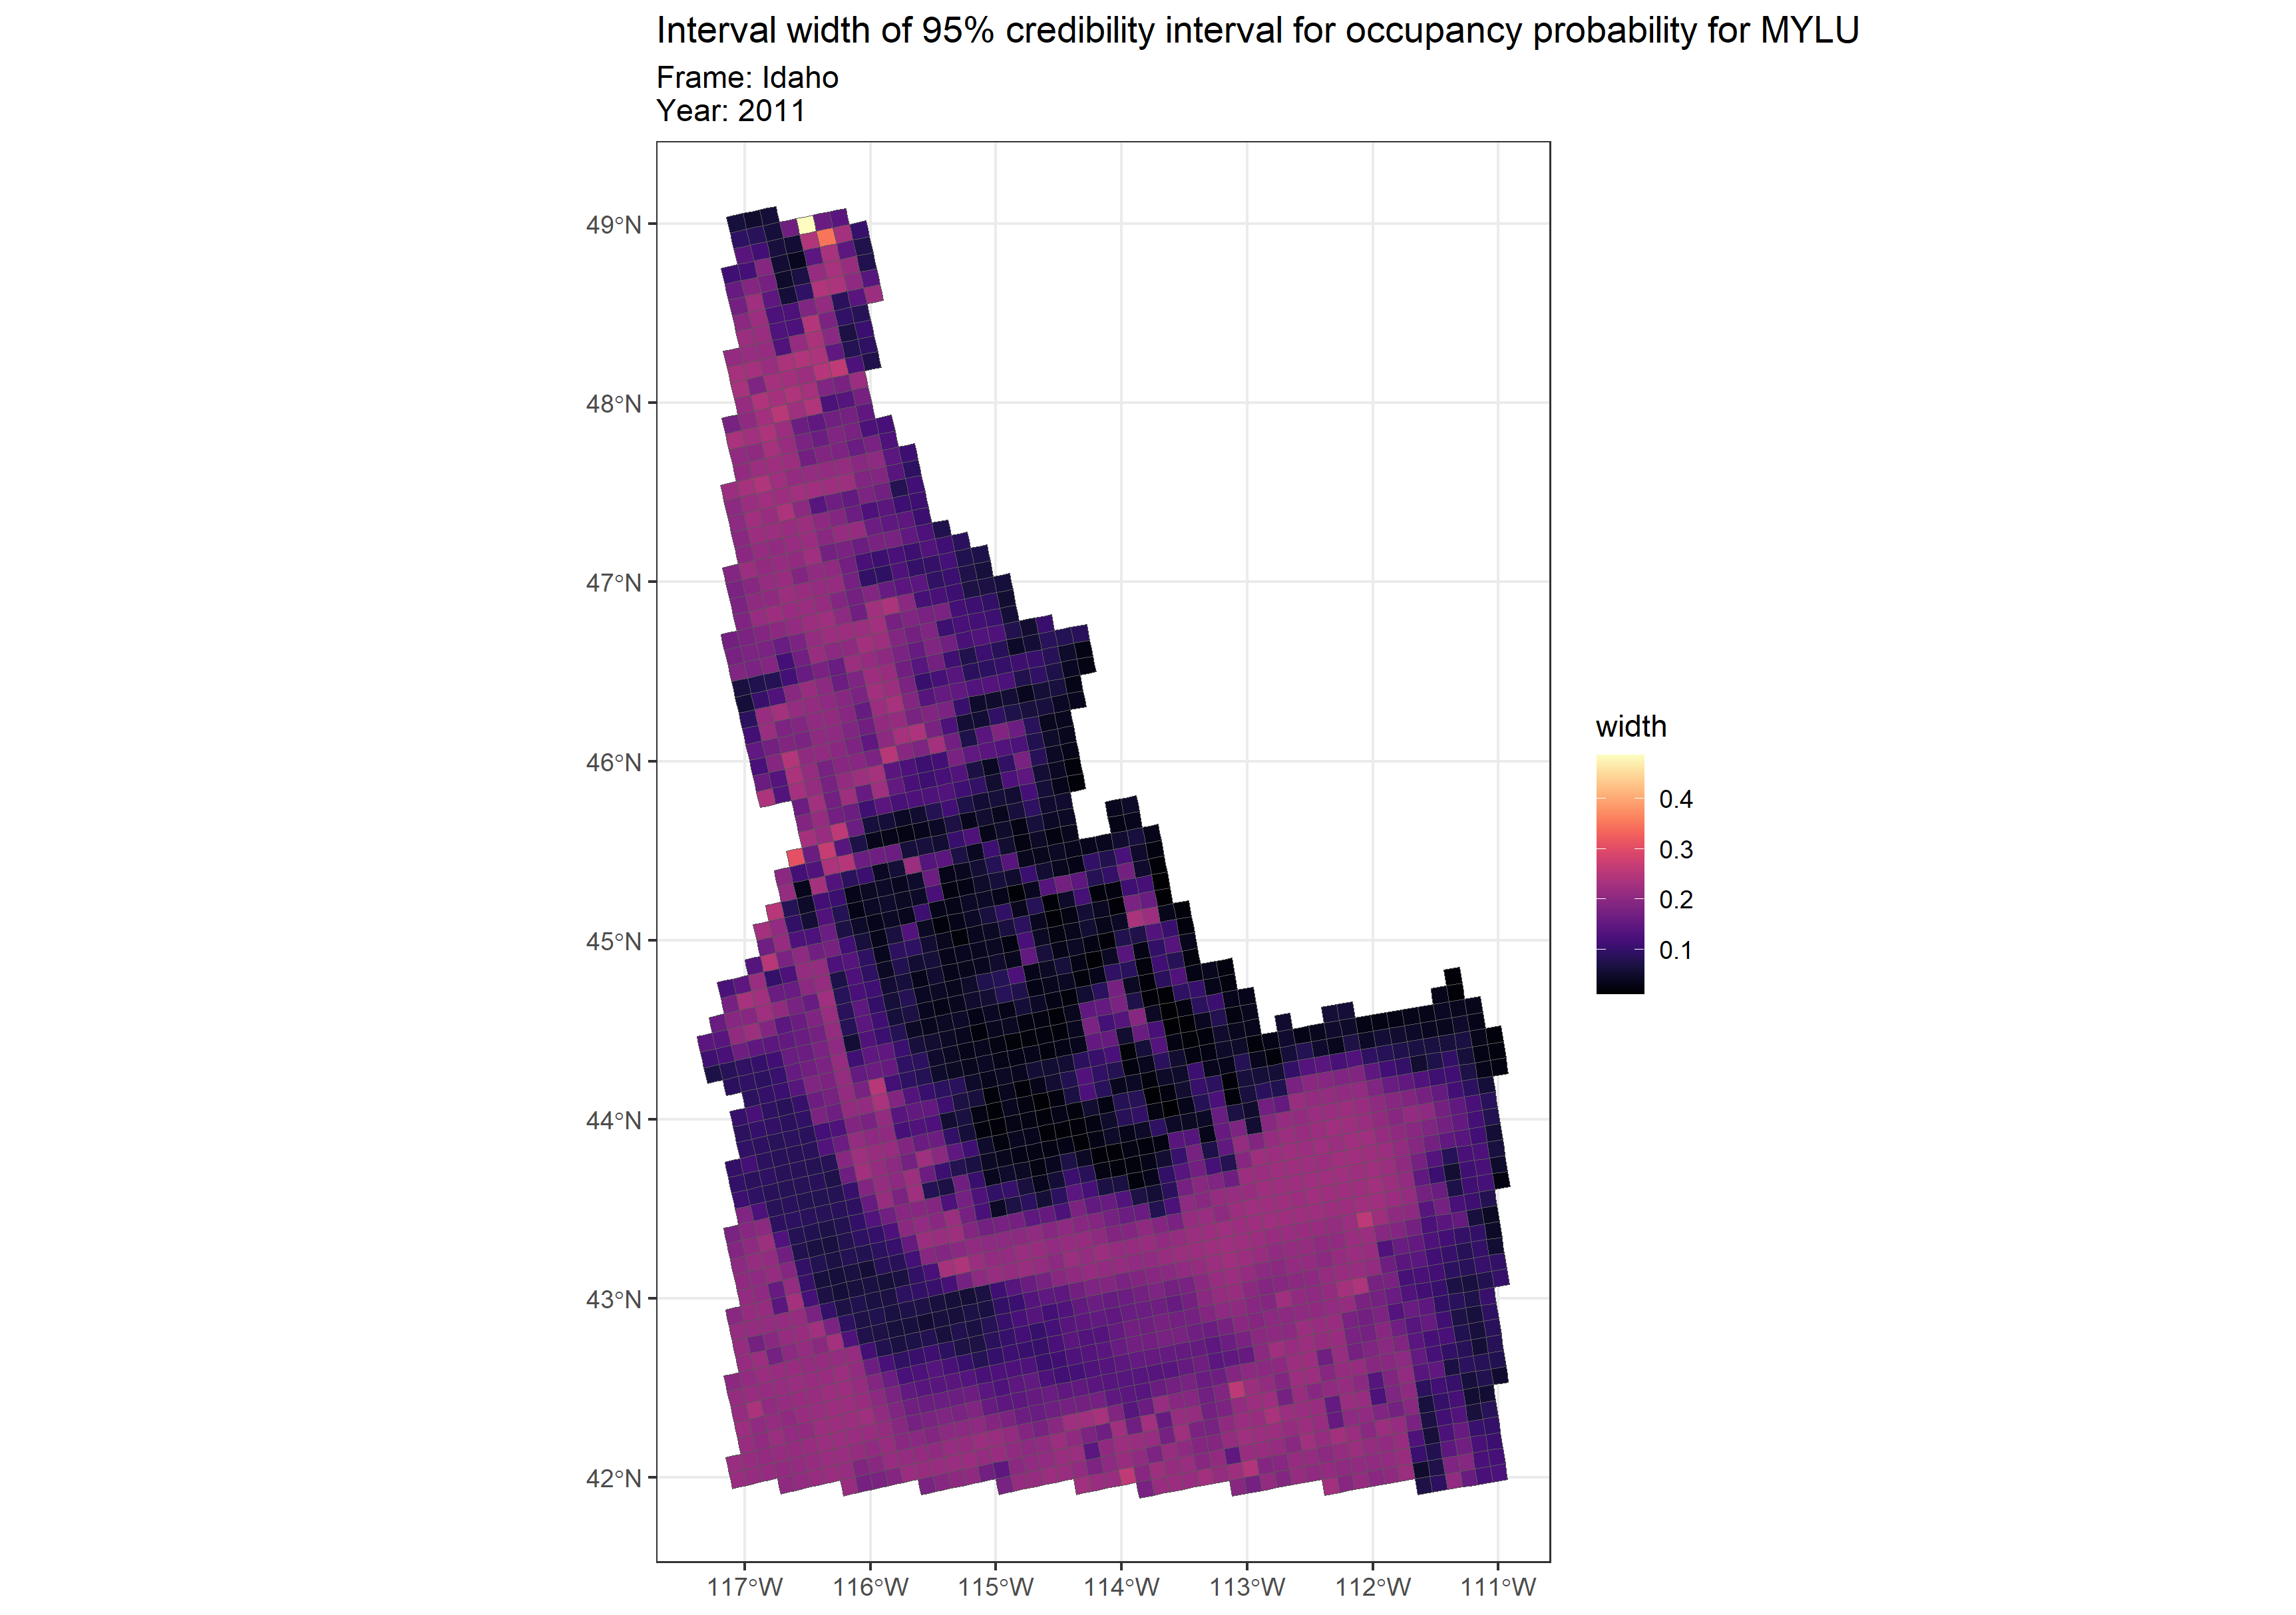 Interval width of 95% credibility interval for occupancy probability for MYLU
Frame: Idaho
Year: 2011
49°N
48°N
47°N
46°N
45°N
44°N
43°N
42°N
117°W
116°W
115°W
114°W
113°W
112°W
111°W
width
0.4
0.3
0.2
0.1